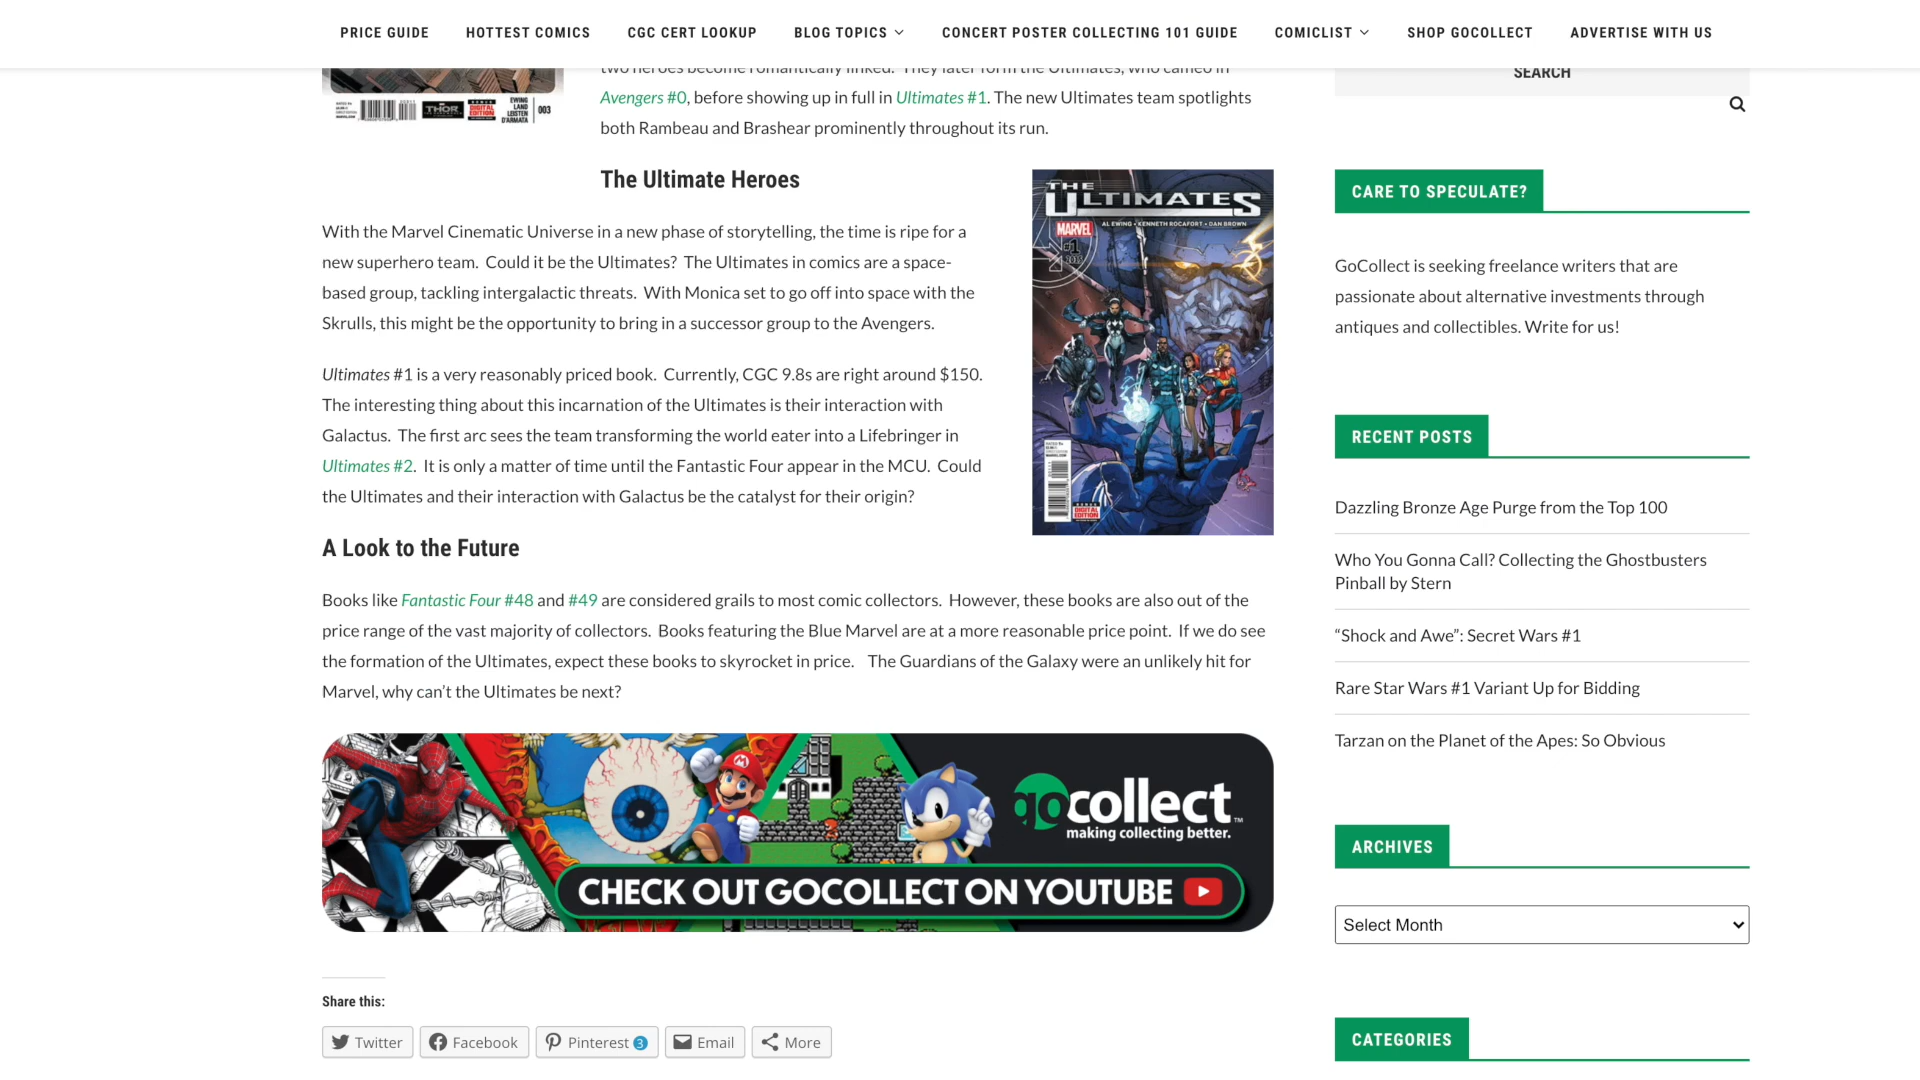 PRICE GUIDE HOTTEST COMICS CGC CERT LOOKUP BLOG TOPICS CONCERT POSTER COLLECTING 101 GUIDE COMICLIST SHOP GOCOLLECT ADVERTISE WITH US
two heroes become romantically linked. They later form the Ultimates, who cameo in
Avengers #0, before showing up in full in Ultimates #1. The new Ultimates team spotlights
both Rambeau and Brashear prominently throughout its run.
THOR
DIGITAL
EDITION
EWING
LAND
LEISTEN
D'ARMATA
003
The Ultimate Heroes
With the Marvel Cinematic Universe in a new phase of storytelling, the time is ripe for a
new superhero team. Could it be the Ultimates? The Ultimates in comics are a space-
based group, tackling intergalactic threats. With Monica set to go off into space with the
Skrulls, this might be the opportunity to bring in a successor group to the Avengers.
Ultimates #1 is a very reasonably priced book. Currently, CGC 9.8s are right around $150.
The interesting thing about this incarnation of the Ultimates is their interaction with
Galactus. The first arc sees the team transforming the world eater into a Lifebringer in
Ultimates #2. It is only a matter of time until the Fantastic Four appear in the MCU. Could
the Ultimates and their interaction with Galactus be the catalyst for their origin?
THE
ULTIMATES
MARVEL
AL EWING • KENNETH ROCAFORT • DAN BROWN
#1
DIGITAL
EDITION
A Look to the Future
Books like Fantastic Four #48 and #49 are considered grails to most comic collectors. However, these books are also out of the
price range of the vast majority of collectors. Books featuring the Blue Marvel are at a more reasonable price point. If we do see
the formation of the Ultimates, expect these books to skyrocket in price. The Guardians of the Galaxy were an unlikely hit for
Marvel, why can't the Ultimates be next?
gocollect™
making collecting better.
CHECK OUT GOCOLLECT ON YOUTUBE
Share this:
Twitter Facebook Pinterest 3 Email More
SEARCH
CARE TO SPECULATE?
GoCollect is seeking freelance writers that are
passionate about alternative investments through
antiques and collectibles. Write for us!
RECENT POSTS
Dazzling Bronze Age Purge from the Top 100
Who You Gonna Call? Collecting the Ghostbusters
Pinball by Stern
“Shock and Awe”: Secret Wars #1
Rare Star Wars #1 Variant Up for Bidding
Tarzan on the Planet of the Apes: So Obvious
ARCHIVES
Select Month
CATEGORIES